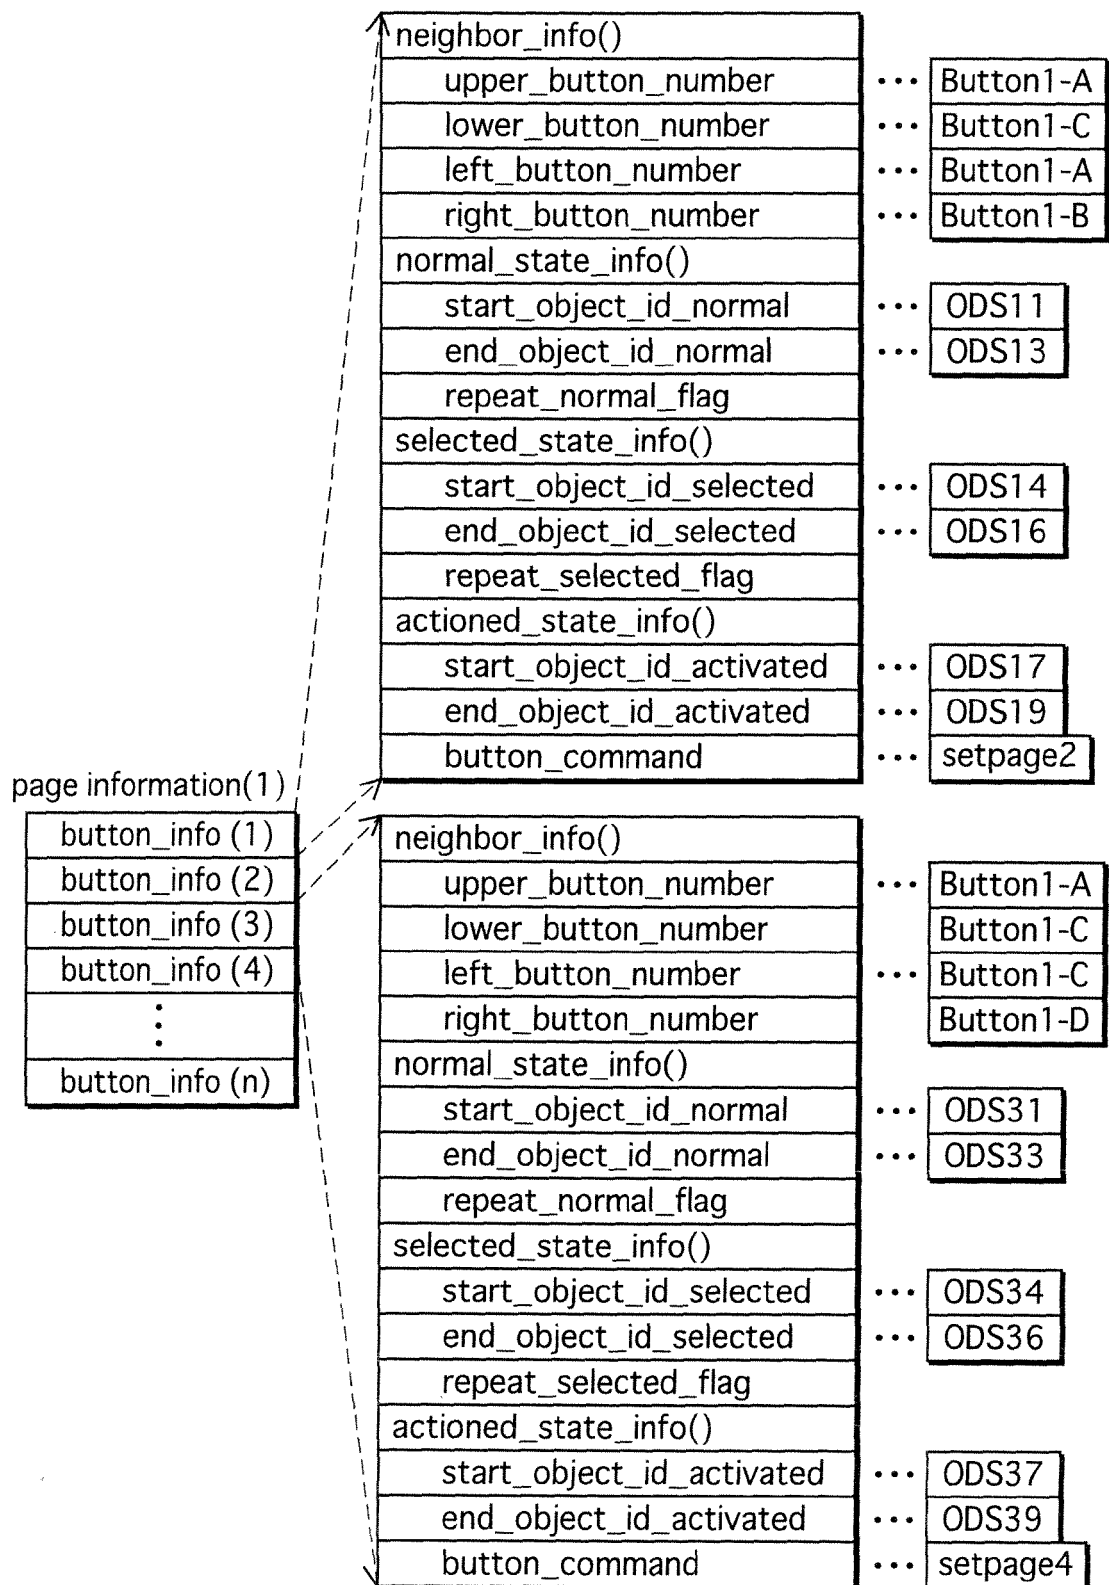 neighbor_info()
upper_button_number ... Button1-A
lower_button_number ... Button1-C
left_button_number ... Button1-A
right_button_number ... Button1-B
normal_state_info()
start_object_id_normal ... ODS11
end_object_id_normal ... ODS13
repeat_normal_flag
selected_state_info()
start_object_id_selected ... ODS14
end_object_id_selected ... ODS16
repeat_selected_flag
actioned_state_info()
start_object_id_activated ... ODS17
end_object_id_activated ... ODS19
button_command ... setpage2
page information(1)
button_info (1)
button_info (2)
button_info (3)
button_info (4)
⋮
button_info (n)
neighbor_info()
upper_button_number ... Button1-A
lower_button_number Button1-C
left_button_number ... Button1-C
right_button_number Button1-D
normal_state_info()
start_object_id_normal ... ODS31
end_object_id_normal ... ODS33
repeat_normal_flag
selected_state_info()
start_object_id_selected ... ODS34
end_object_id_selected ... ODS36
repeat_selected_flag
actioned_state_info()
start_object_id_activated ... ODS37
end_object_id_activated ... ODS39
button_command ... setpage4